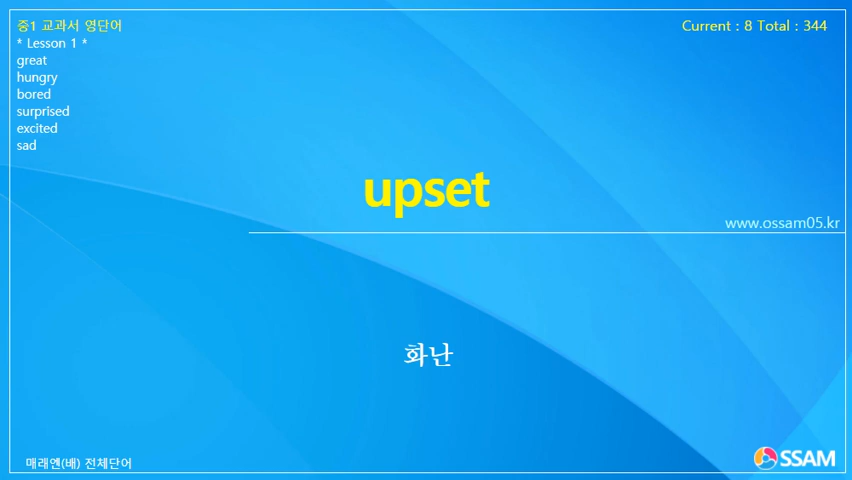 중1 교과서 영단어
Current : 8 Total : 344
* Lesson 1 *
great
hungry
bored
surprised
excited
sad
upset
www.ossam05.kr
화난
매래엔(배) 전체단어
OSSAM